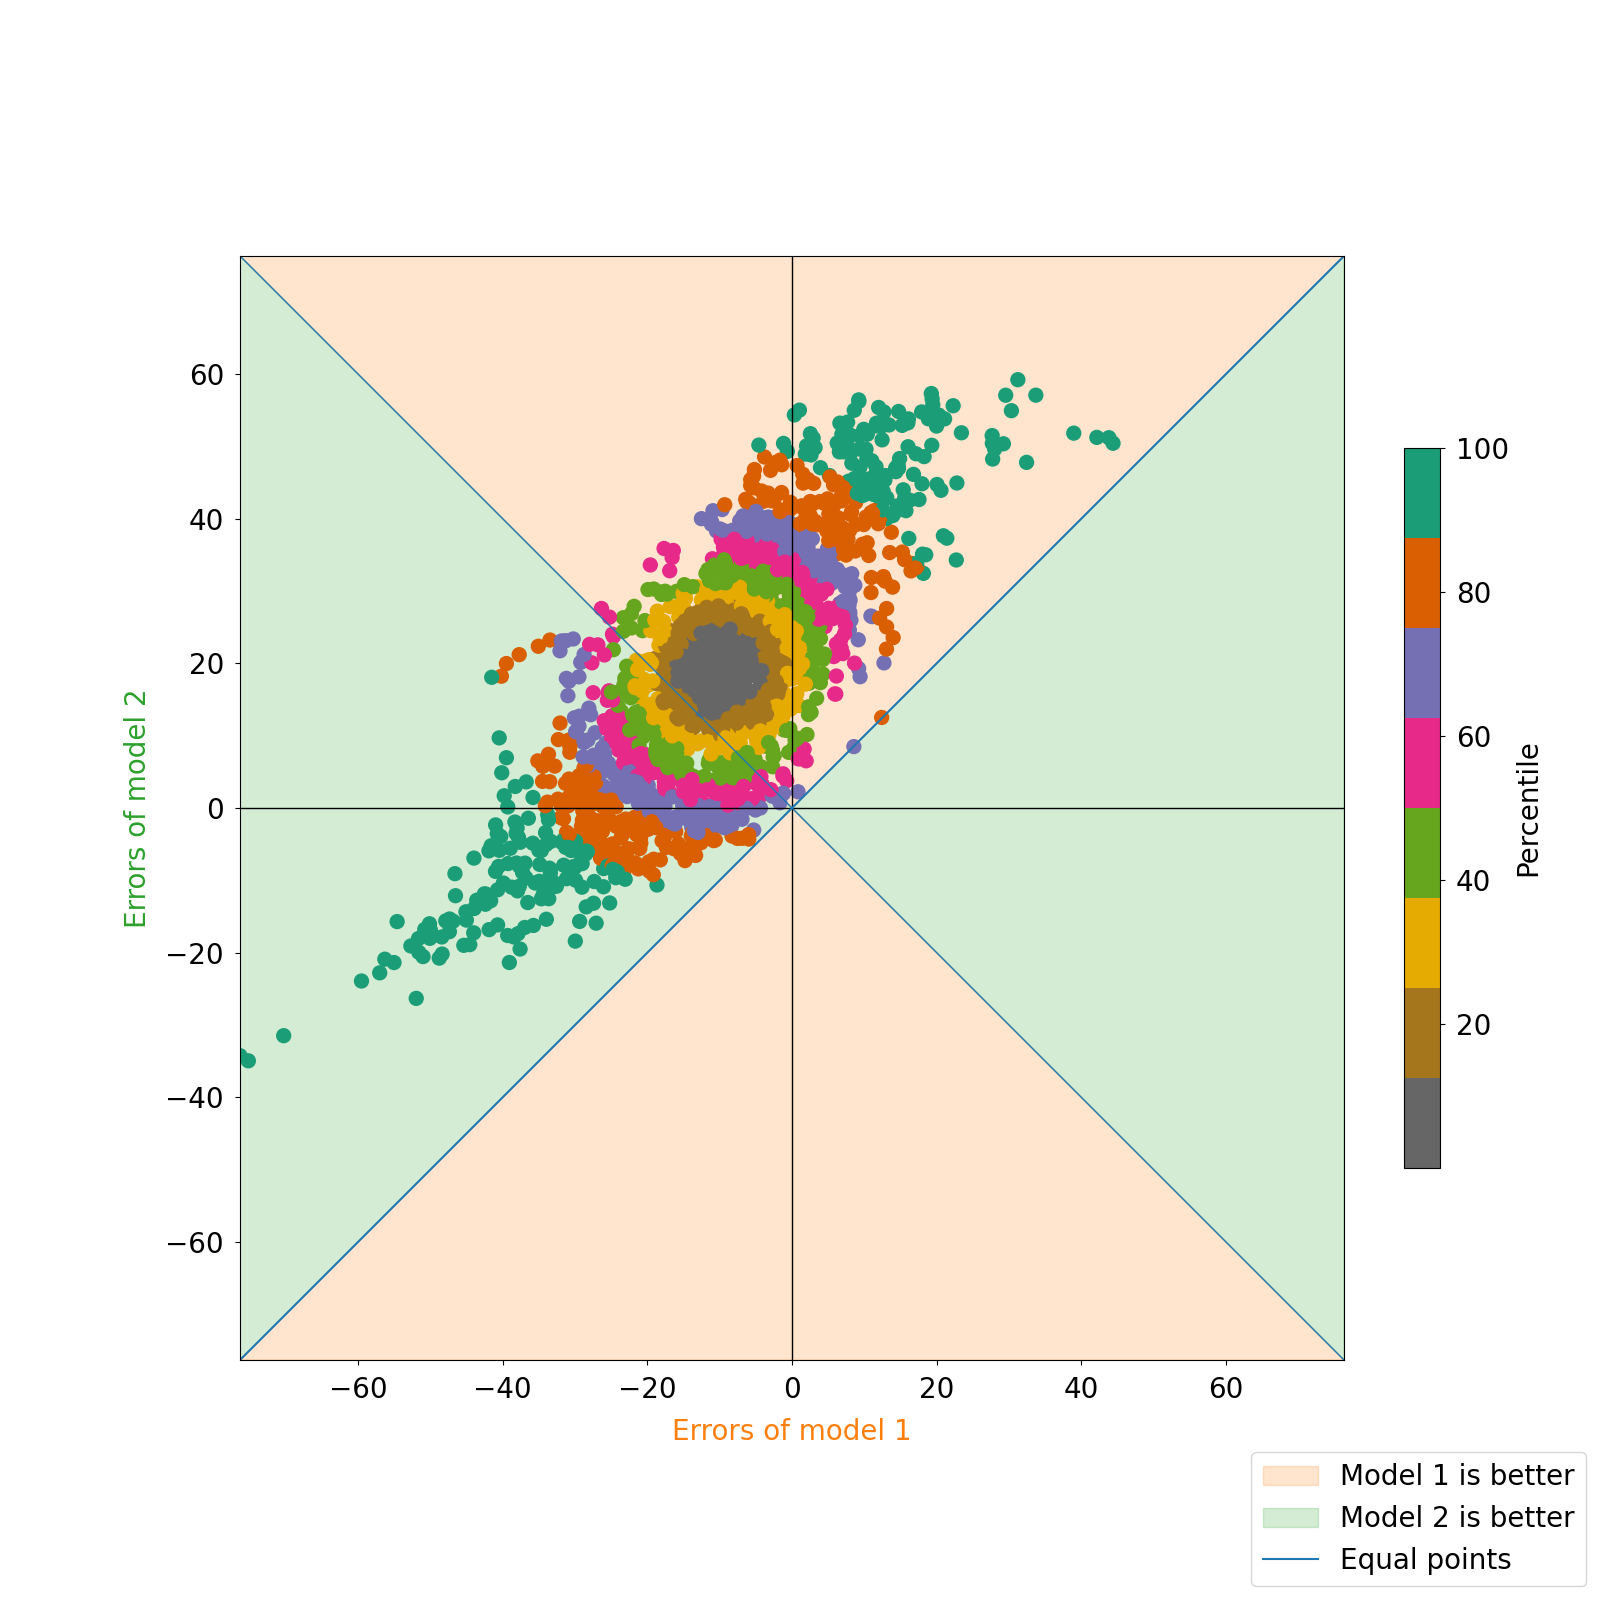 60
40
20
0
−20
−40
−60
Errors of model 2
−60 −40 −20 0 20 40 60
Errors of model 1
100
80
60
40
20
Percentile
Model 1 is better
Model 2 is better
Equal points